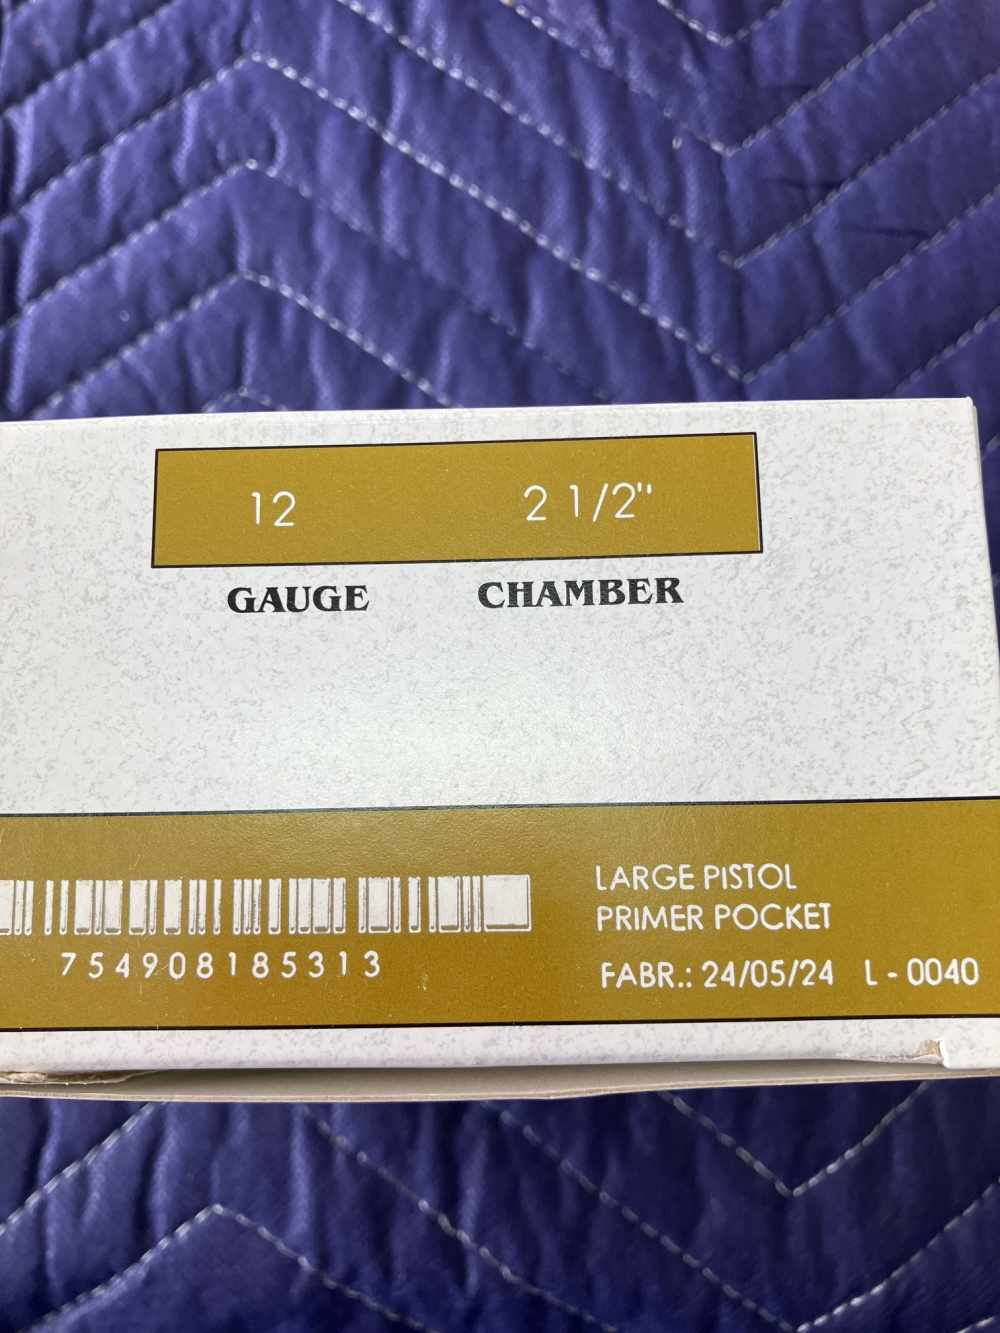 12 2 1/2"
GAUGE CHAMBER
LARGE PISTOL
PRIMER POCKET
754908185313
FABR.: 24/05/24 L - 0040